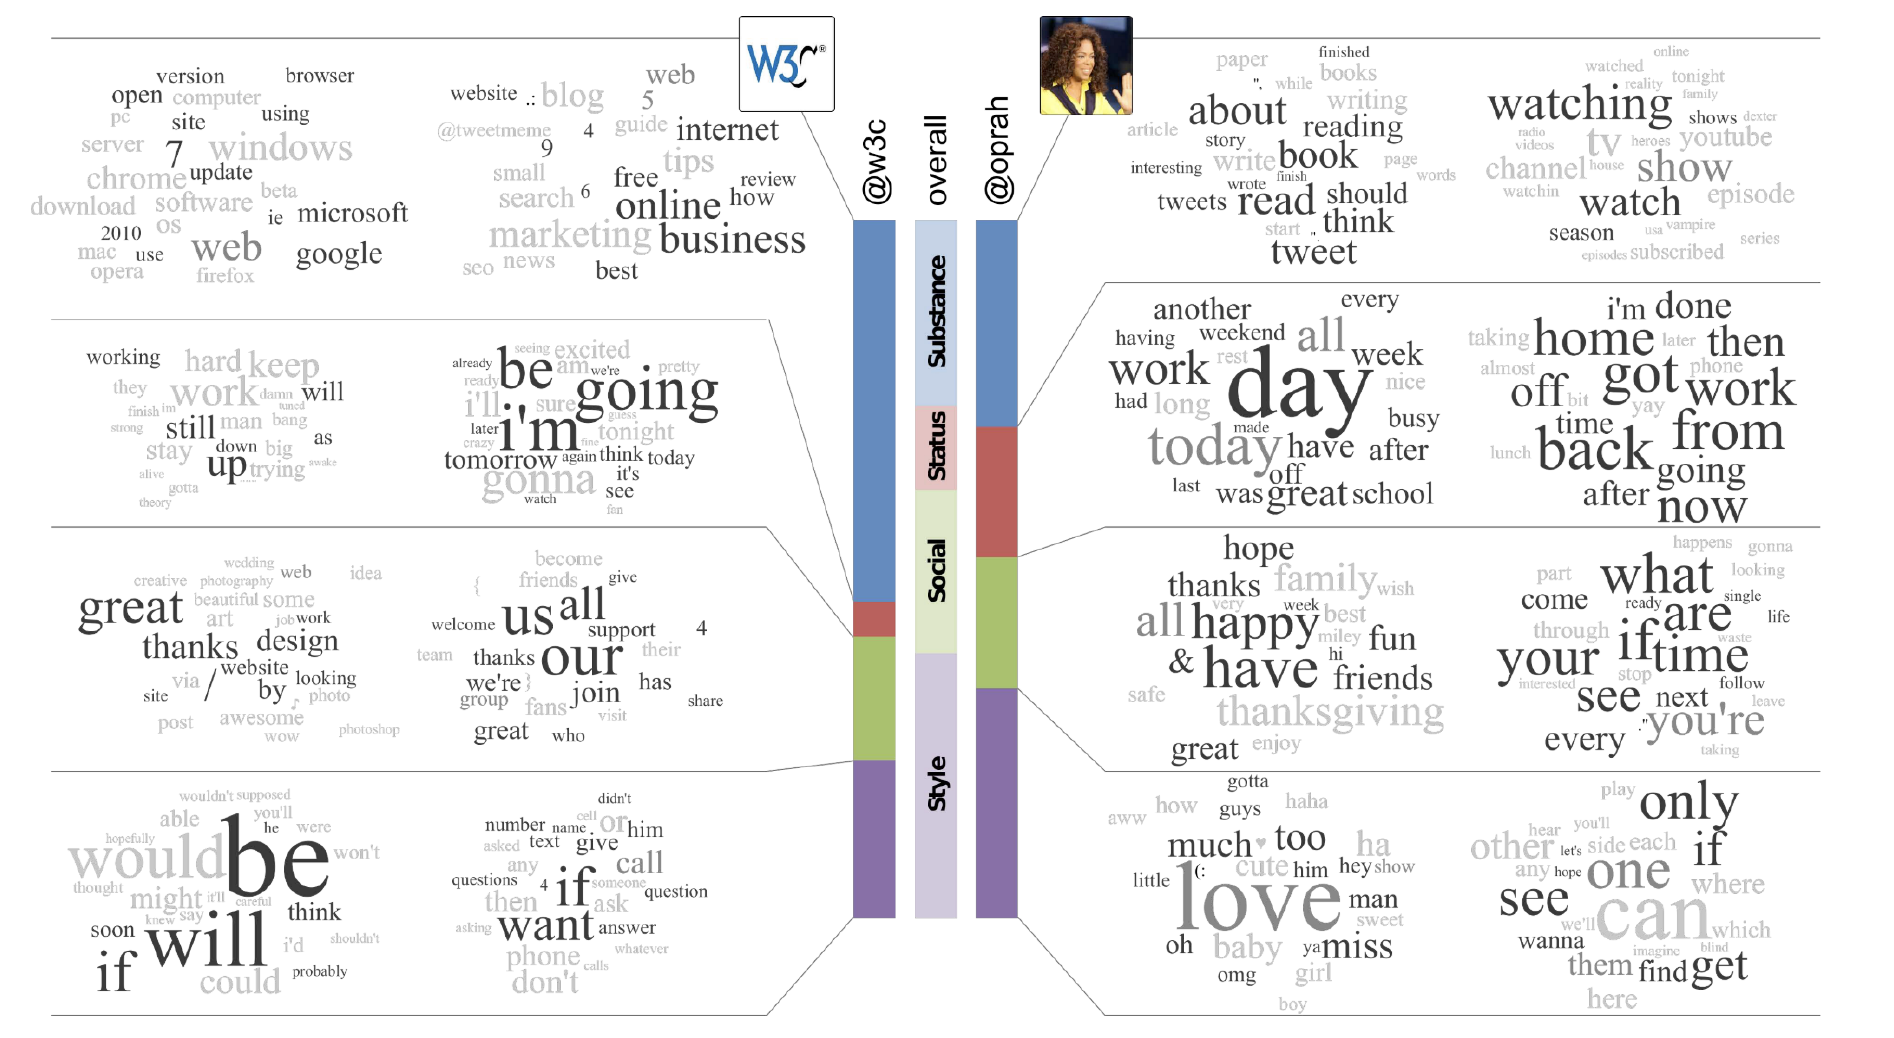 W3C®
@w3c
overall
@oprah
Substance
Status
Social
Style
version browser
open computer
pc site using
server 7 windows
chrome update
download software beta
os ie microsoft
2010
mac use web google
opera firefox
web
website .: blog 5
@tweetmeme 4 guide internet
9 tips
small free review
search 6 online how
marketing business
seo news best
working hard keep
they work damn will
finish im tuned
strong still man bang
stay down big as
up trying awake
alive gotta
theory
seeing excited
already be am we're pretty
ready going
i'll sure guess
later i'm tonight
crazy fine
tomorrow again think today
gonna it's
watch see
fan
wedding
creative photography web idea
great beautiful some
art job work
thanks design
website
via / by looking
site ♪ photo
post awesome
wow photoshop
become
{ friends give
us all
welcome support 4
team thanks our their
we're } join has
group fans visit share
great who
wouldn't supposed
able you'll
hopefully be he were
would won't
thought might it'll careful
knew say think
soon will i'd shouldn't
if could probably
didn't
number name cell or him
asked text give
any call
questions 4 if someone question
then ask
asking want answer
phone calls whatever
don't
finished
paper ", while books
about writing
article story reading
interesting write book page
wrote finish words
tweets read should
start think
". tweet
online
watched reality tonight
family
watching shows dexter
radio tv heroes youtube
videos
channel house show
watchin watch episode
season usa vampire
episodes subscribed series
another every
having weekend all
rest week
work day nice
had long busy
made
today have after
off
last was great school
i'm done
taking home later then
almost got phone
off bit work
time yay
lunch back from
going
after now
hope
thanks family wish
very week best
all happy miley fun
& have hi
friends
safe thanksgiving
great enjoy
happens gonna
part what looking
come ready are single
through if life
your time waste
interested stop
see next follow
" you're leave
every taking
gotta
aww how guys haha
much ♥ too ha
cute him hey show
little (: love man
sweet
oh baby ya miss
omg girl
boy
play only
hear you'll
other let's side each if
any hope one where
see can
we'll which
wanna imagine blind
them find get
here